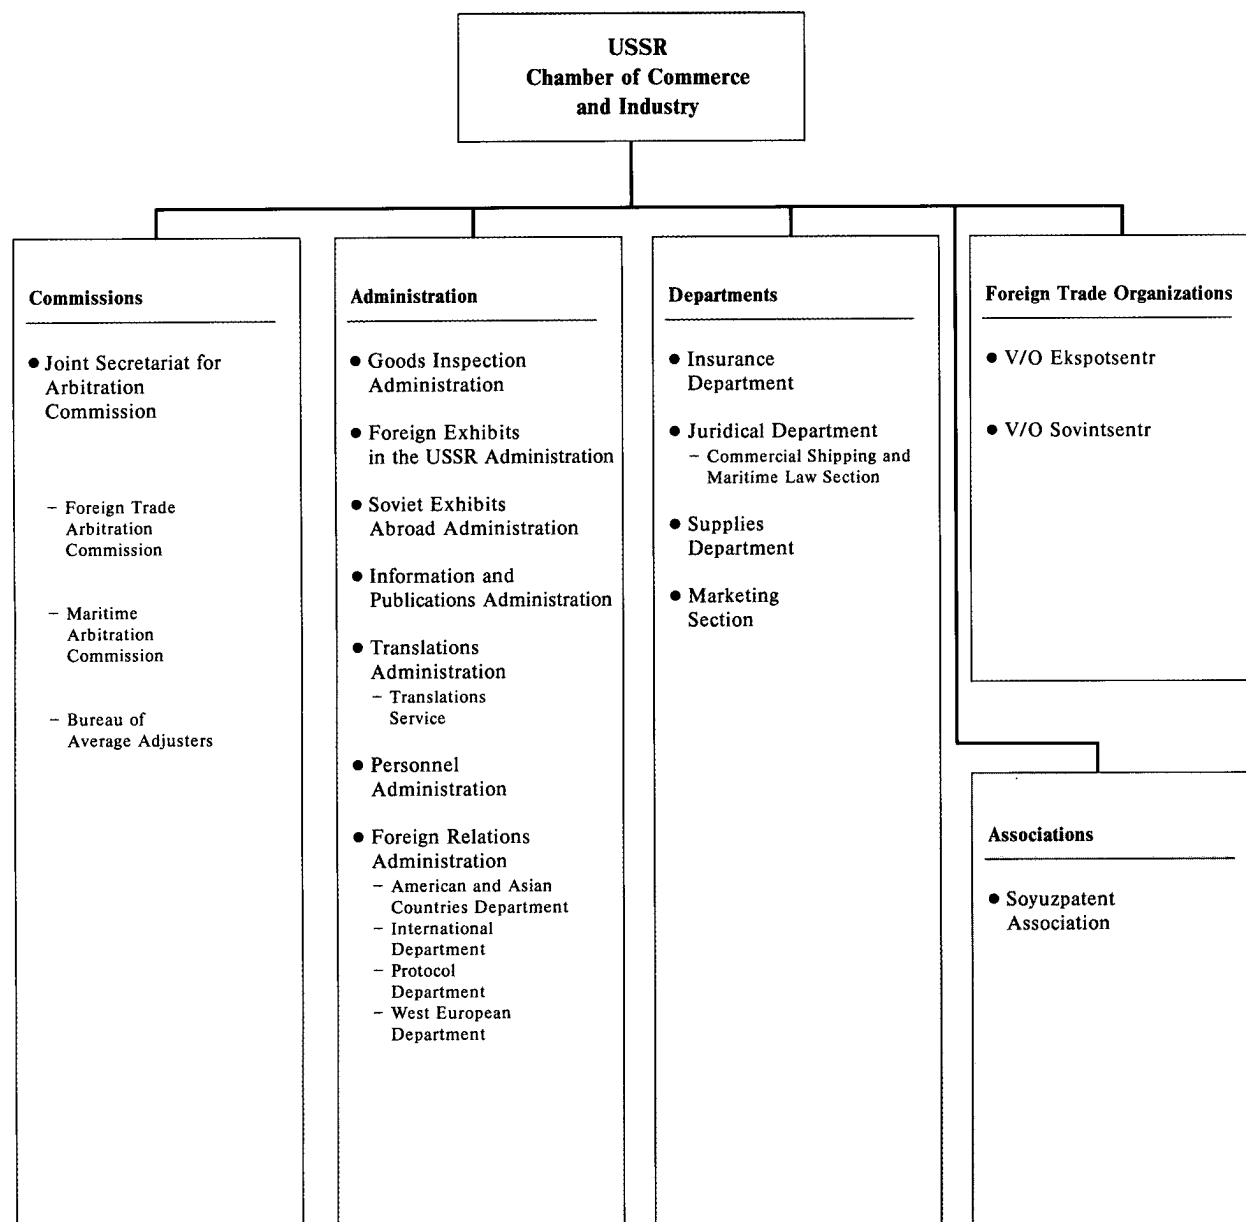 USSR
Chamber of Commerce
and Industry
Commissions
● Joint Secretariat for
Arbitration
Commission
– Foreign Trade
Arbitration
Commission
– Maritime
Arbitration
Commission
– Bureau of
Average Adjusters
Administration
● Goods Inspection
Administration
● Foreign Exhibits
in the USSR Administration
● Soviet Exhibits
Abroad Administration
● Information and
Publications Administration
● Translations
Administration
– Translations
Service
● Personnel
Administration
● Foreign Relations
Administration
– American and Asian
Countries Department
– International
Department
– Protocol
Department
– West European
Department
Departments
● Insurance
Department
● Juridical Department
– Commercial Shipping and
Maritime Law Section
● Supplies
Department
● Marketing
Section
Foreign Trade Organizations
● V/O Ekspotsentr
● V/O Sovintsentr
Associations
● Soyuzpatent
Association